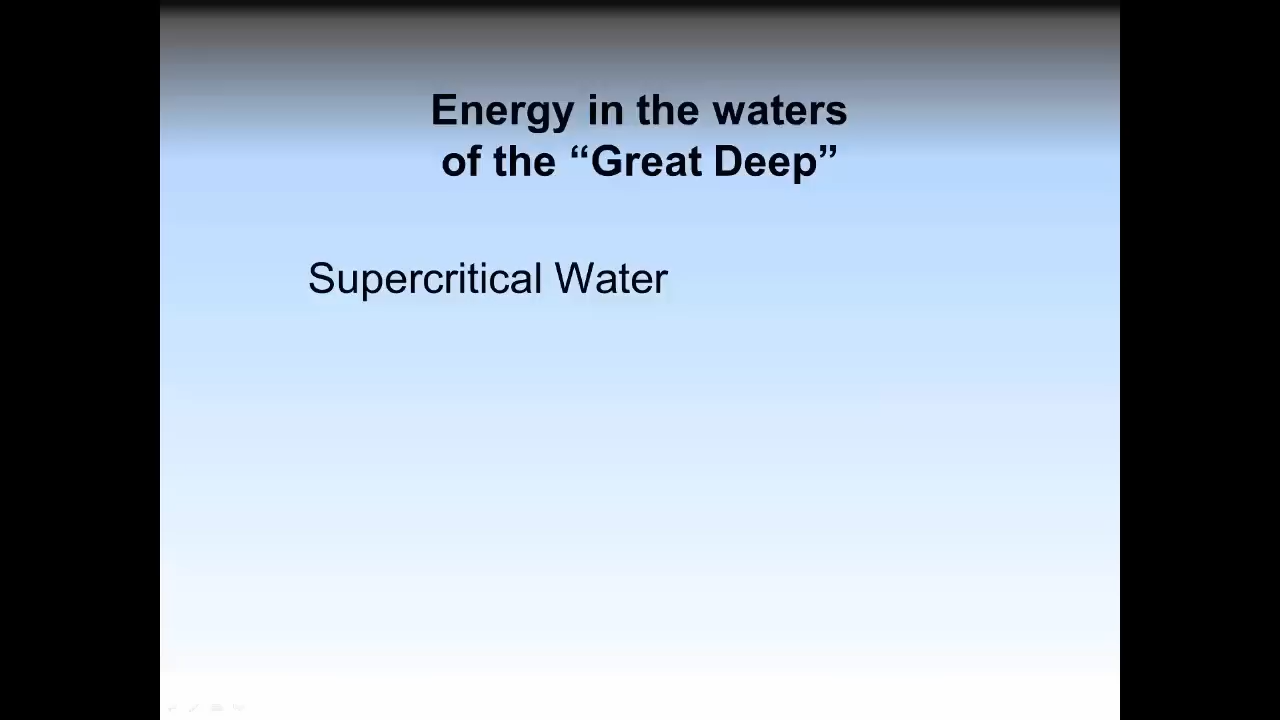 Energy in the waters
of the “Great Deep”
Supercritical Water